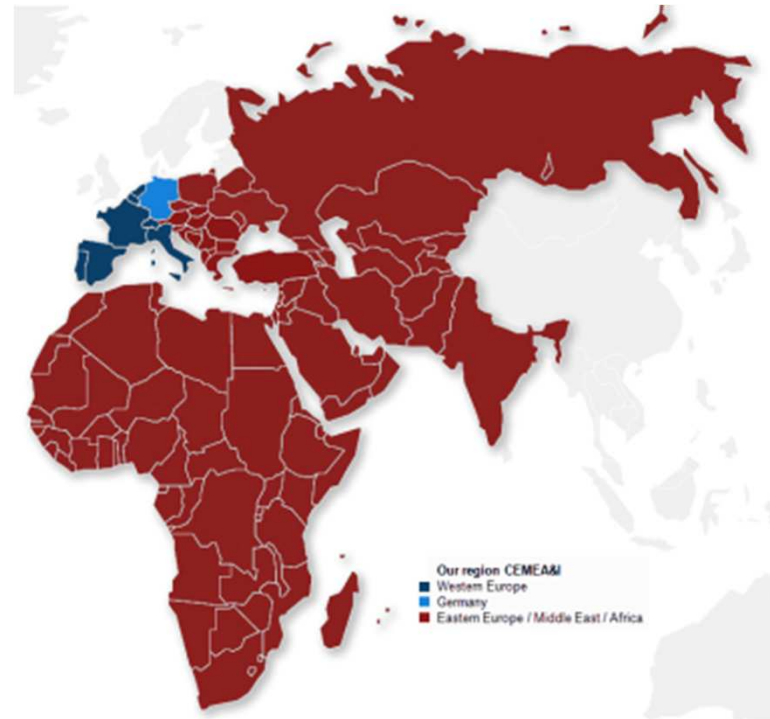 Our region CEMEA&I
Western Europe
Germany
Eastern Europe / Middle East / Africa